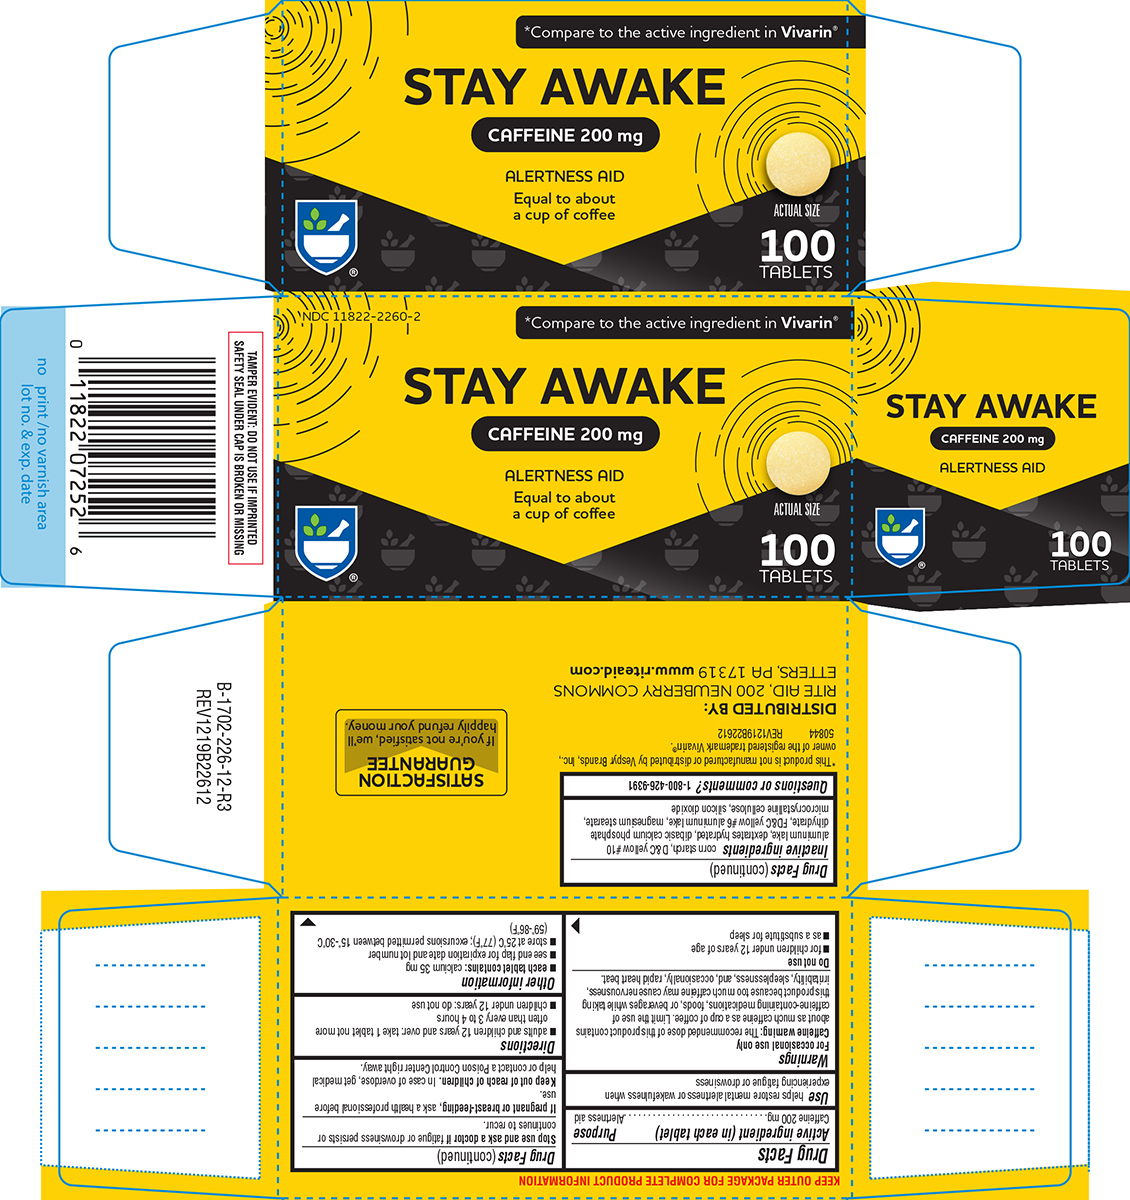 *Compare to the active ingredient in Vivarin®
STAY AWAKE
CAFFEINE 200 mg
ALERTNESS AID
Equal to about
a cup of coffee
ACTUAL SIZE
100
TABLETS
®
NDC 11822-2260-2
*Compare to the active ingredient in Vivarin®
STAY AWAKE
CAFFEINE 200 mg
ALERTNESS AID
Equal to about
a cup of coffee
ACTUAL SIZE
100
TABLETS
®
STAY AWAKE
CAFFEINE 200 mg
ALERTNESS AID
100
TABLETS
®
TAMPER EVIDENT: DO NOT USE IF IMPRINTED
SAFETY SEAL UNDER CAP IS BROKEN OR MISSING
0 11822 07252 6
no print/no varnish area
lot no. & exp. date
B-1702-226-12-R3
REV1219B22612
KEEP OUTER PACKAGE FOR COMPLETE PRODUCT INFORMATION
Drug Facts
Active ingredient (in each tablet) Purpose
Caffeine 200 mg. . . . . . . . . . . . . . . . . . . . . . Alertness aid
Use helps restore mental alertness or wakefulness when
experiencing fatigue or drowsiness
Warnings
For occasional use only
Caffeine warning: The recommended dose of this product contains
about as much caffeine as a cup of coffee. Limit the use of
caffeine-containing medications, foods, or beverages while taking
this product because too much caffeine may cause nervousness,
irritability, sleeplessness, and, occasionally, rapid heart beat.
Do not use
■ for children under 12 years of age
■ as a substitute for sleep
Drug Facts (continued)
Stop use and ask a doctor if fatigue or drowsiness persists or
continues to recur.
If pregnant or breast-feeding, ask a health professional before
use.
Keep out of reach of children. In case of overdose, get medical
help or contact a Poison Control Center right away.
Directions
■ adults and children 12 years and over: take 1 tablet not more
often than every 3 to 4 hours
■ children under 12 years: do not use
Other information
■ each tablet contains: calcium 35 mg
■ see end flap for expiration date and lot number
■ store at 25°C (77°F); excursions permitted between 15°-30°C
(59°-86°F)
Drug Facts (continued)
Inactive ingredients corn starch, D&C yellow #10
aluminum lake, dextrates hydrated, dibasic calcium phosphate
dihydrate, FD&C yellow #6 aluminum lake, magnesium stearate,
microcrystalline cellulose, silicon dioxide
Questions or comments? 1-800-426-9391
*This product is not manufactured or distributed by Vespyr Brands, Inc.,
owner of the registered trademark Vivarin®.
50844 REV1219B22612
DISTRIBUTED BY:
RITE AID, 200 NEWBERRY COMMONS
ETTERS, PA 17319 www.riteaid.com
SATISFACTION
GUARANTEE
If you're not satisfied, we'll
happily refund your money.